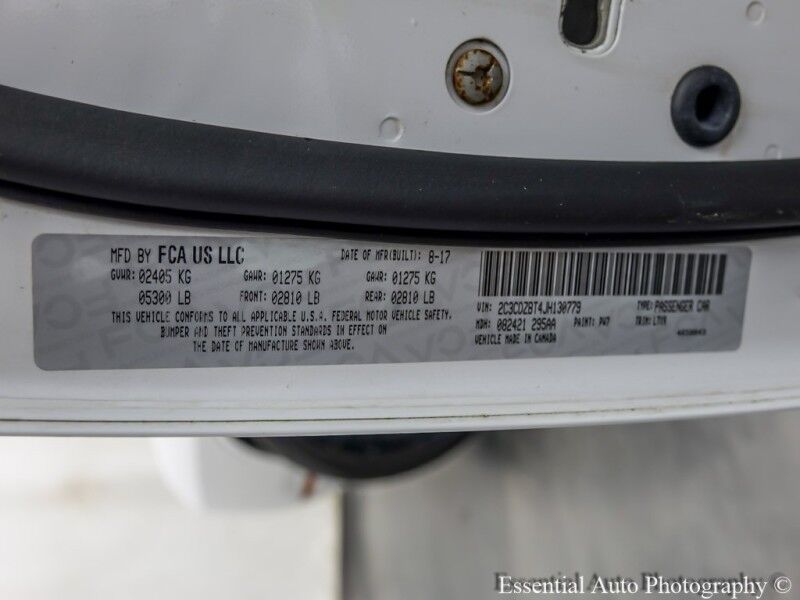 MFD BY FCA US LLC DATE OF MFR(BUILT): 8-17
GVWR: 02405 KG GAWR: 01275 KG GAWR: 01275 KG
05300 LB FRONT: 02810 LB REAR: 02810 LB
THIS VEHICLE CONFORMS TO ALL APPLICABLE U.S.A. FEDERAL MOTOR VEHICLE SAFETY,
BUMPER AND THEFT PREVENTION STANDARDS IN EFFECT ON
THE DATE OF MANUFACTURE SHOWN ABOVE.
VIN: 2C3CDZBT4JH130779 TYPE: PASSENGER CAR
MDH: 082421 295AA PAINT: PW7 TRIM: LTX9
VEHICLE MADE IN CANADA
Essential Auto Photography ©